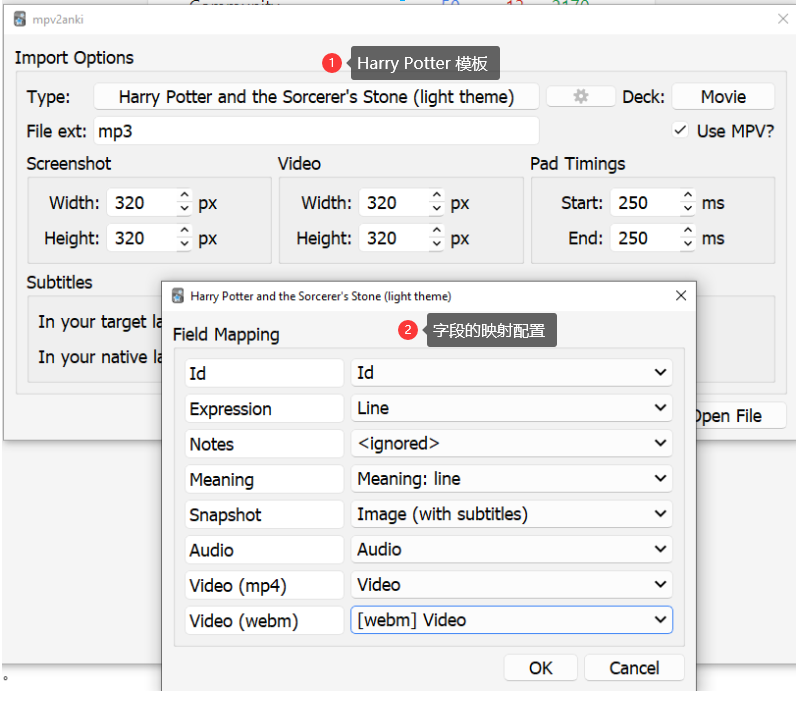 Community 50 13 2170
mpv2anki
Import Options
1 Harry Potter 模板
Type: Harry Potter and the Sorcerer's Stone (light theme) Deck: Movie
File ext: mp3 Use MPV?
Screenshot Video Pad Timings
Width: 320 px Width: 320 px Start: 250 ms
Height: 320 px Height: 320 px End: 250 ms
Subtitles
Harry Potter and the Sorcerer's Stone (light theme)
In your target la
2 字段的映射配置
Field Mapping
In your native la
Id Id
Expression Line
Open File
Notes <ignored>
Meaning Meaning: line
Snapshot Image (with subtitles)
Audio Audio
Video (mp4) Video
Video (webm) [webm] Video
OK Cancel
。